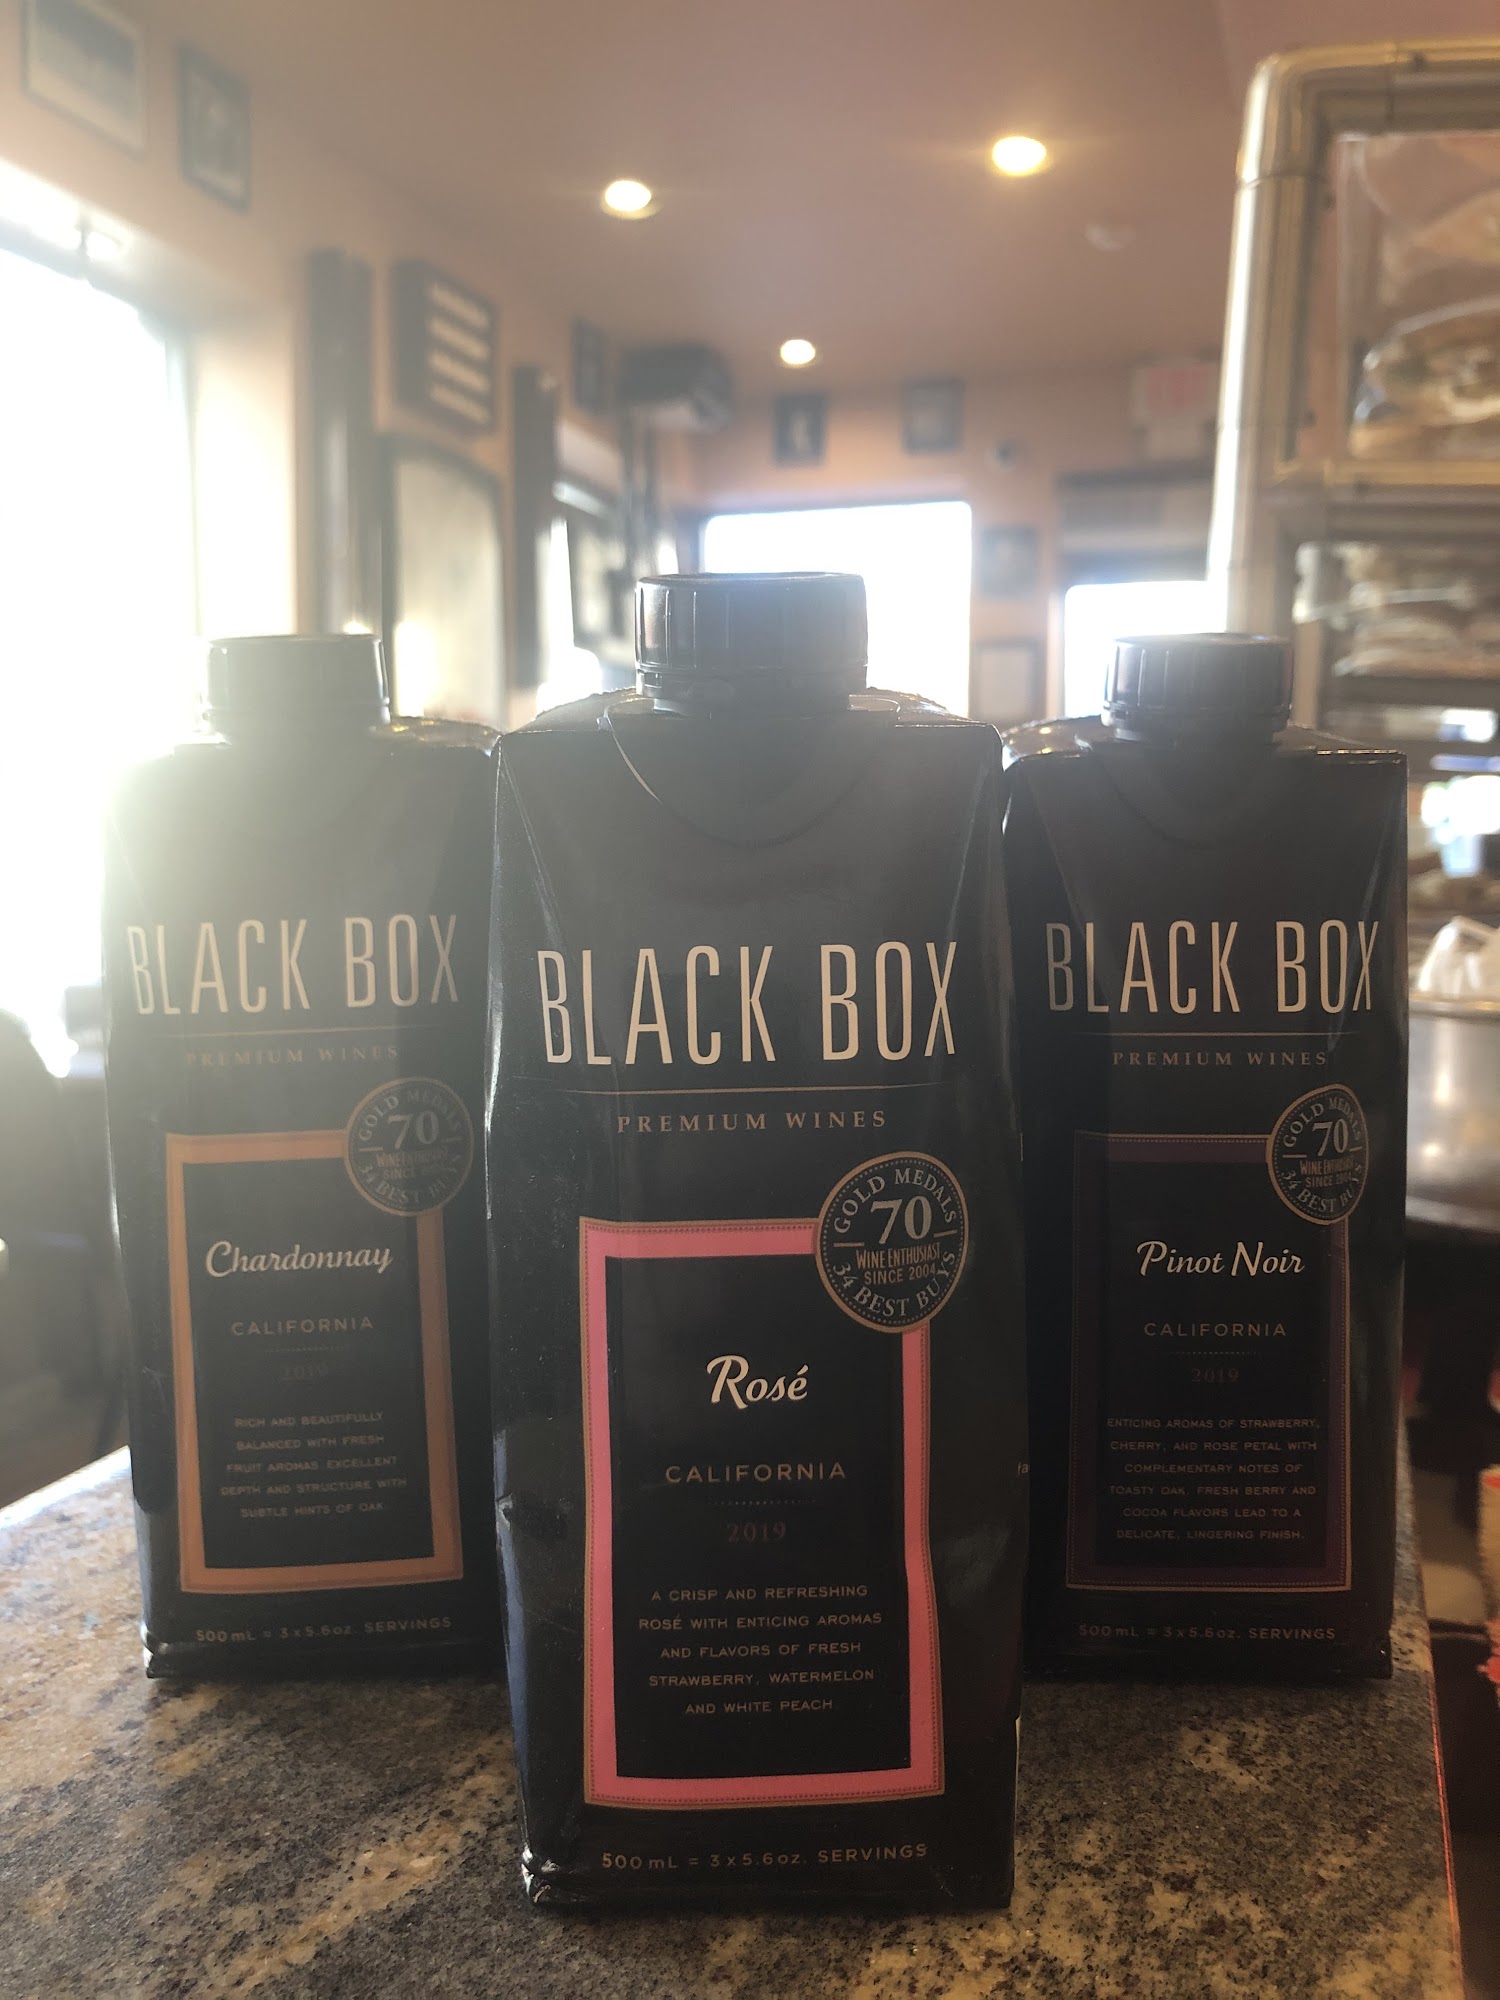 BLACK BOX
PREMIUM WINES
GOLD MEDALS
70
WINE ENTHUSIAST
SINCE 2004
34 BEST BUYS
Chardonnay
CALIFORNIA
2019
RICH AND BEAUTIFULLY
BALANCED WITH FRESH
FRUIT AROMAS EXCELLENT
DEPTH AND STRUCTURE WITH
SUBTLE HINTS OF OAK.
500 mL = 3 x 5.6oz. SERVINGS
BLACK BOX
PREMIUM WINES
GOLD MEDALS
70
WINE ENTHUSIAST
SINCE 2004
34 BEST BUYS
Rosé
CALIFORNIA
2019
A CRISP AND REFRESHING
ROSÉ WITH ENTICING AROMAS
AND FLAVORS OF FRESH
STRAWBERRY, WATERMELON
AND WHITE PEACH
500 mL = 3 x 5.6oz. SERVINGS
BLACK BOX
PREMIUM WINES
GOLD MEDALS
70
WINE ENTHUSIAST
SINCE 2004
34 BEST BUYS
Pinot Noir
CALIFORNIA
2019
ENTICING AROMAS OF STRAWBERRY,
CHERRY, AND ROSE PETAL WITH
COMPLEMENTARY NOTES OF
TOASTY OAK. FRESH BERRY AND
COCOA FLAVORS LEAD TO A
DELICATE, LINGERING FINISH.
500 mL = 3 x 5.6oz. SERVINGS